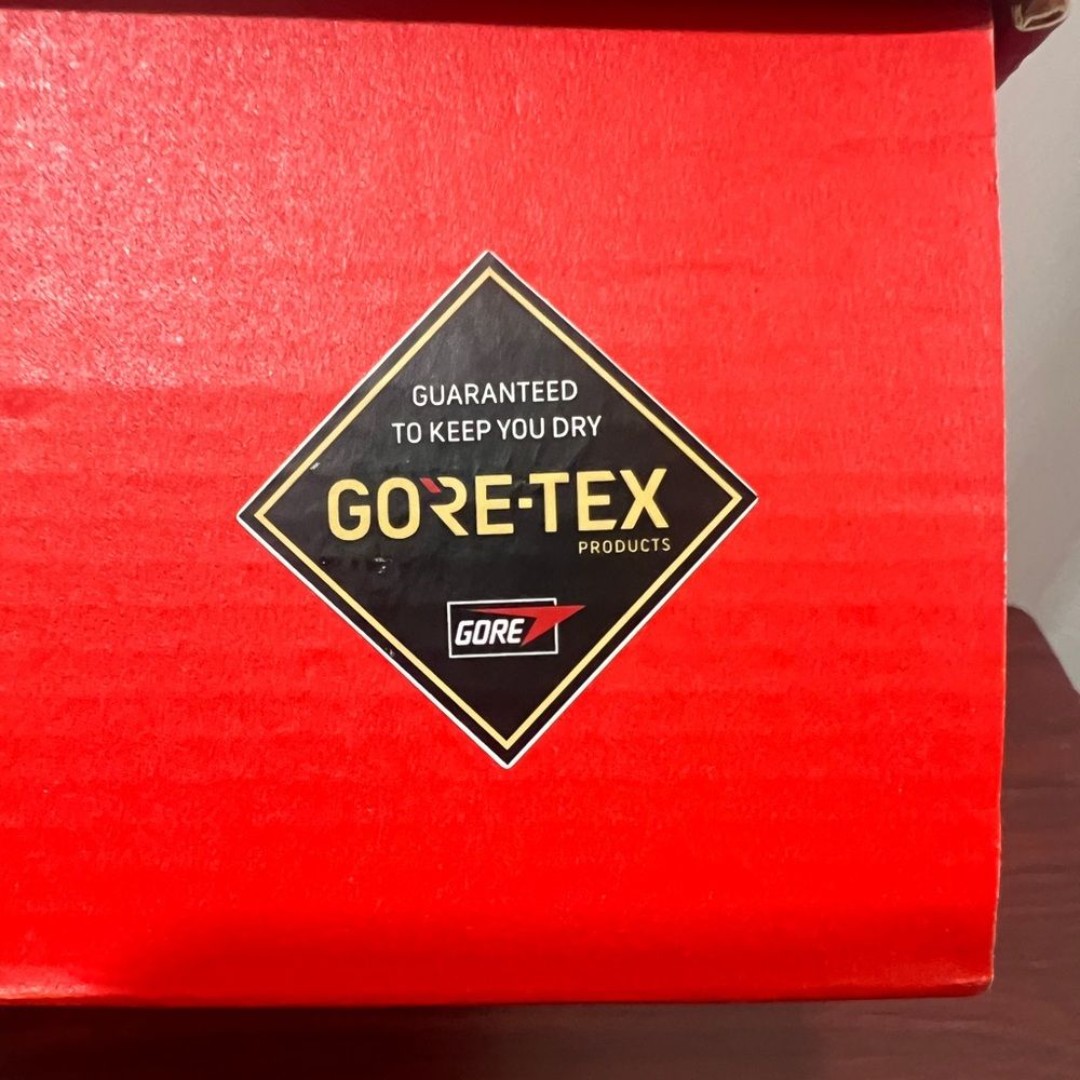 GUARANTEED
TO KEEP YOU DRY
GORE-TEX
PRODUCTS
GORE